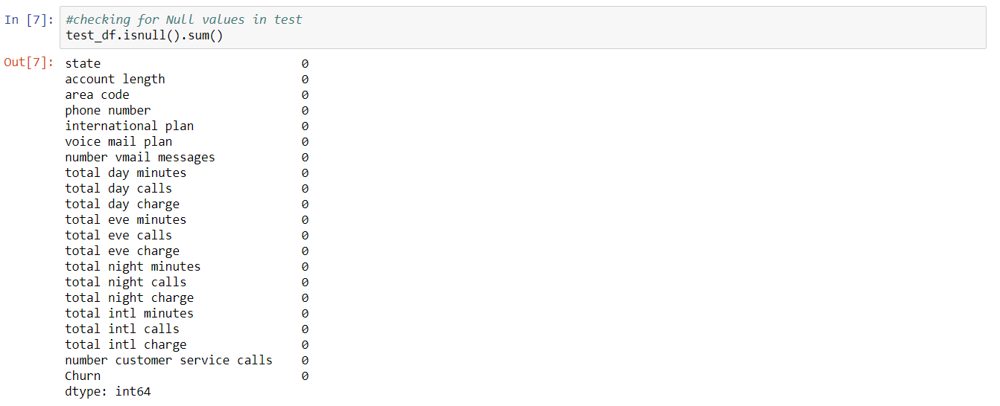 In [7]: #checking for Null values in test
test_df.isnull().sum()
Out[7]: state 0
account length 0
area code 0
phone number 0
international plan 0
voice mail plan 0
number vmail messages 0
total day minutes 0
total day calls 0
total day charge 0
total eve minutes 0
total eve calls 0
total eve charge 0
total night minutes 0
total night calls 0
total night charge 0
total intl minutes 0
total intl calls 0
total intl charge 0
number customer service calls 0
Churn 0
dtype: int64